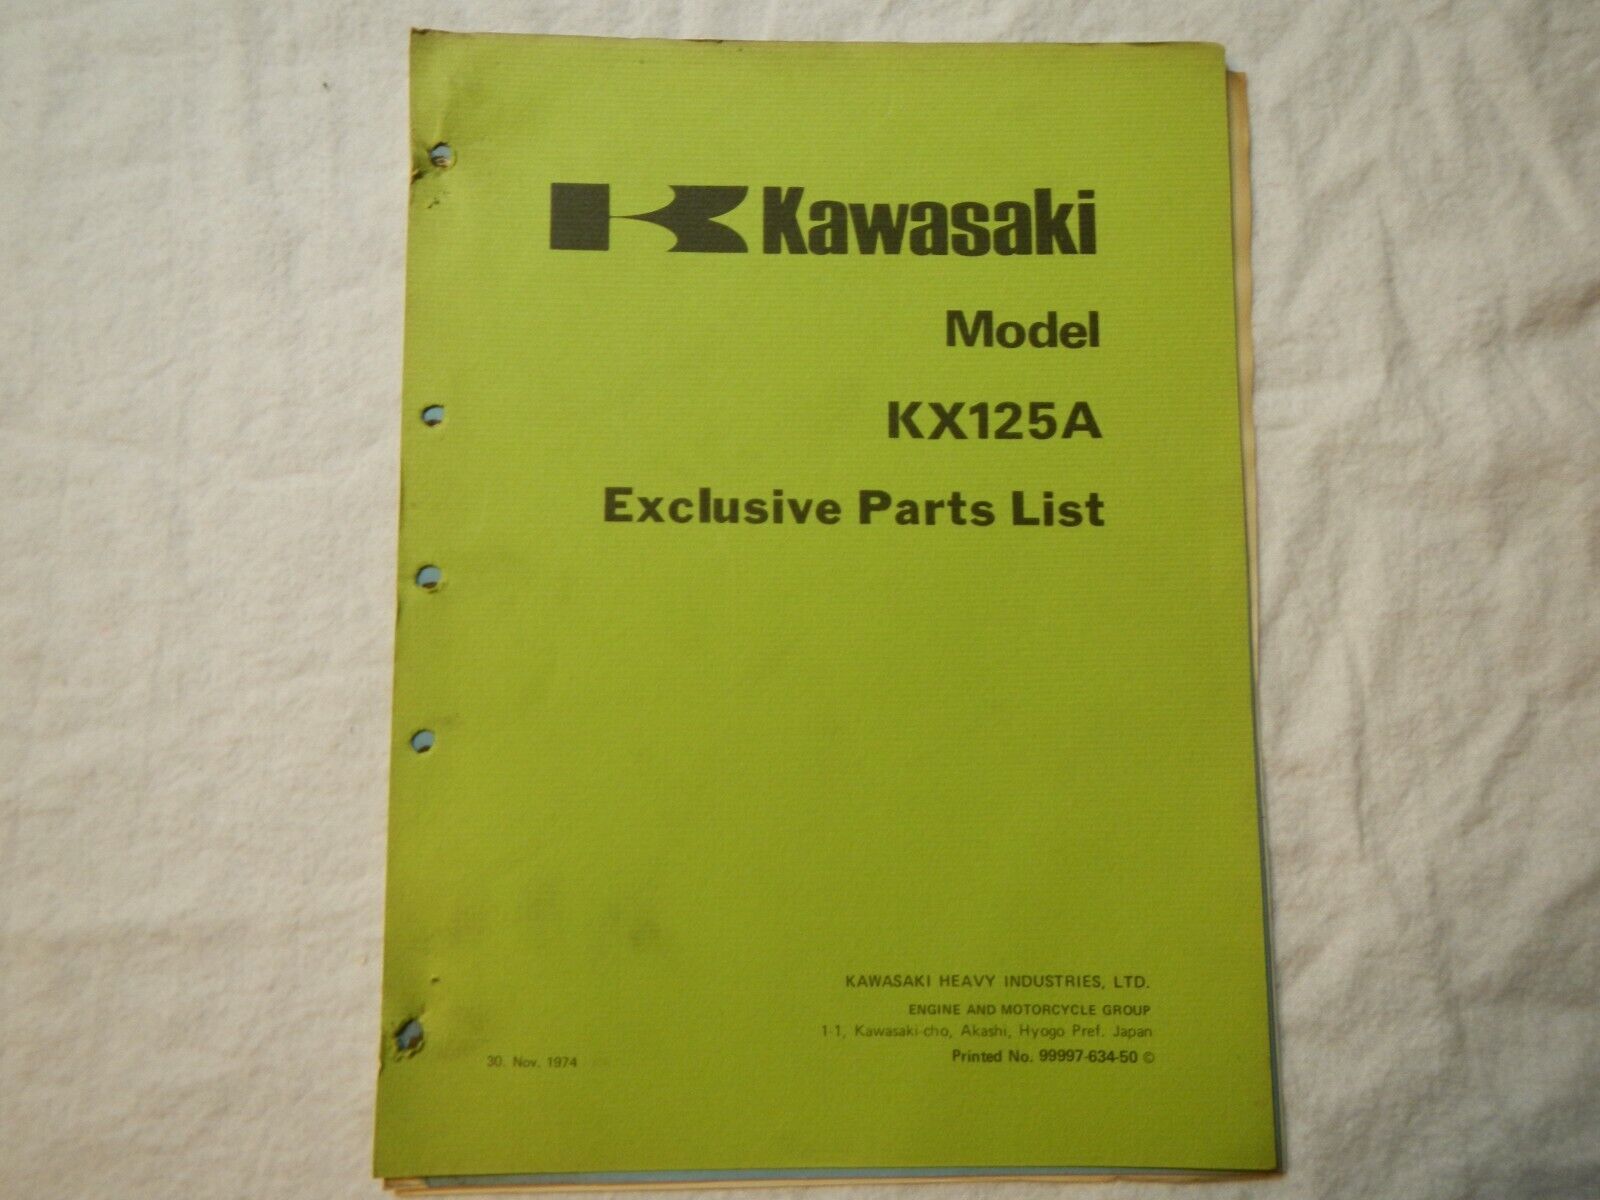 Kawasaki
Model
KX125A
Exclusive Parts List
KAWASAKI HEAVY INDUSTRIES, LTD.
ENGINE AND MOTORCYCLE GROUP
1-1, Kawasaki-cho, Akashi, Hyogo Pref. Japan
Printed No. 99997-634-50 ©
30. Nov. 1974